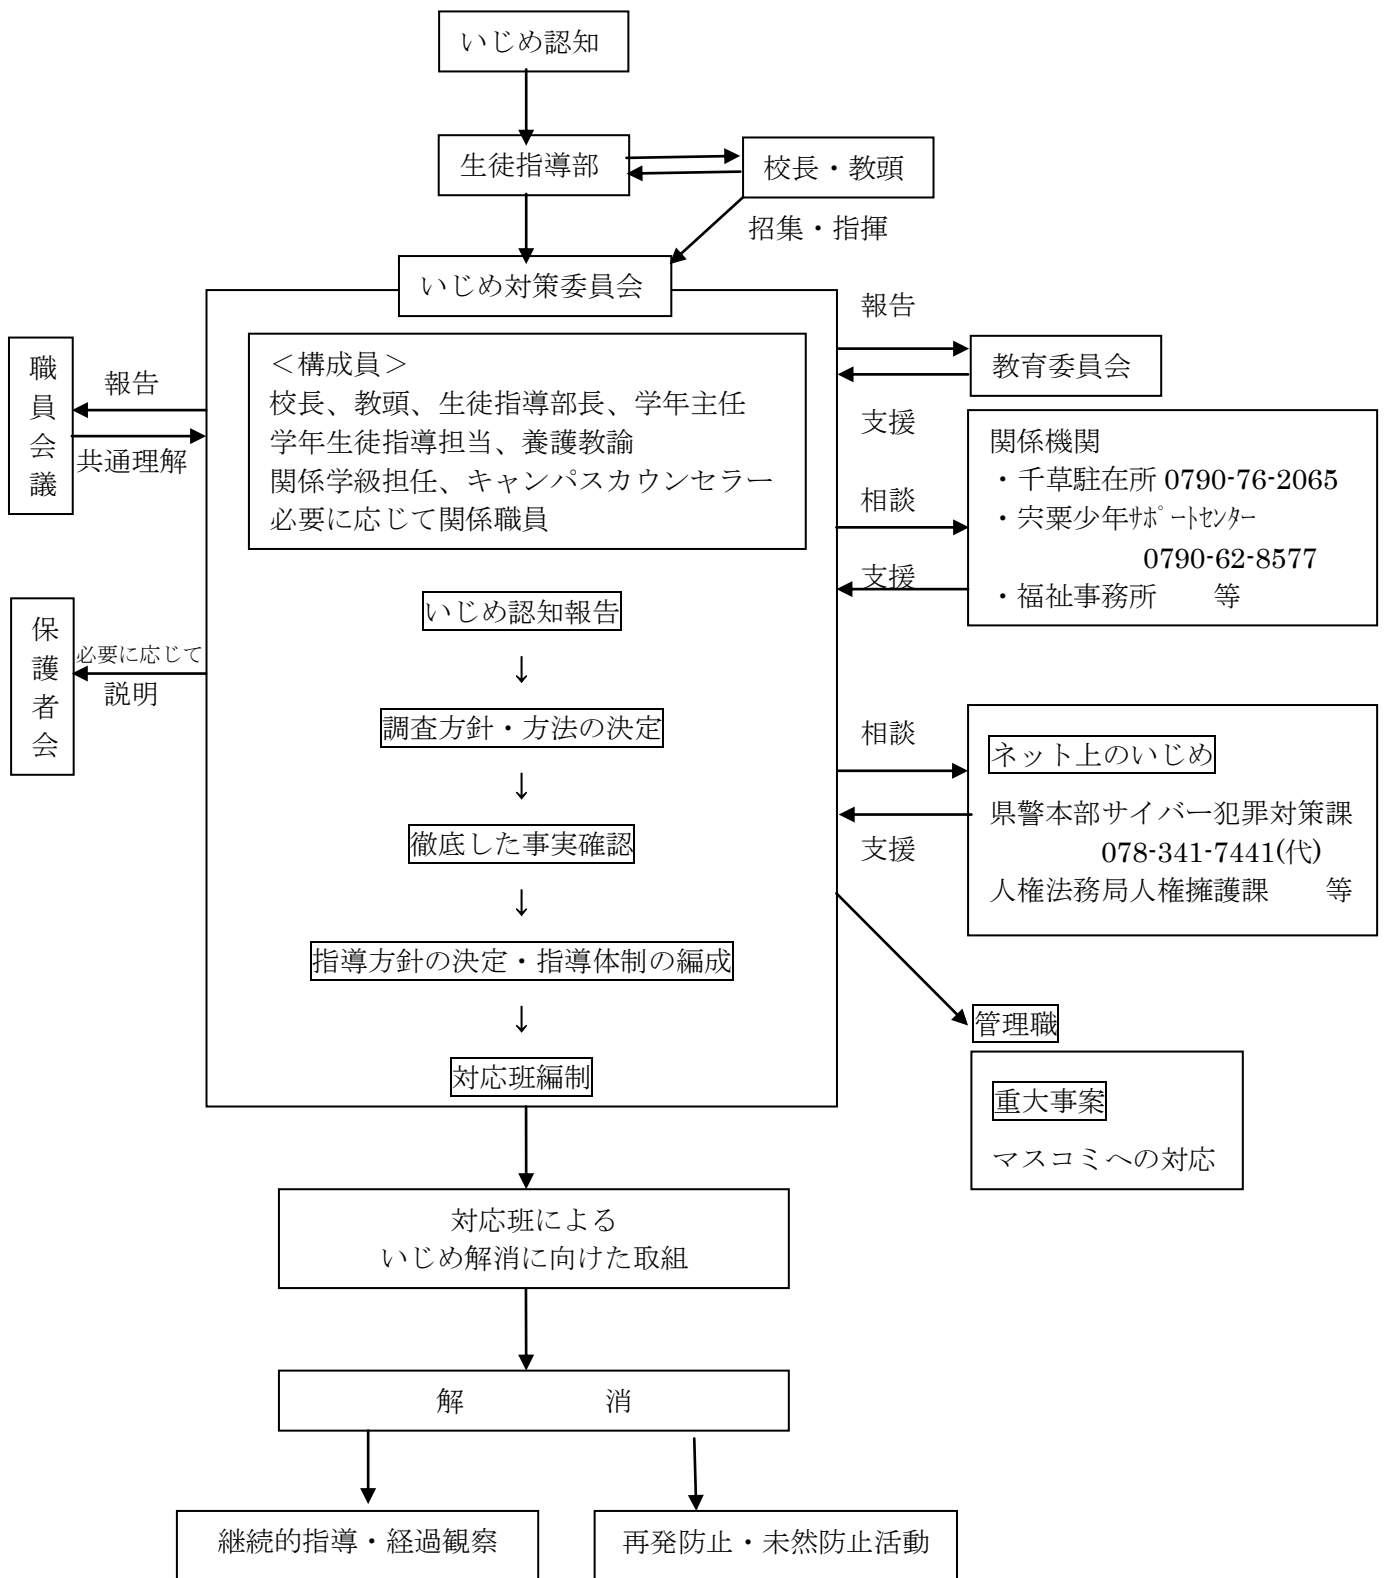 いじめ認知
生徒指導部
校長・教頭
招集・指揮
いじめ対策委員会
職員会議
報告
共通理解
保護者会
必要に応じて
説明
＜構成員＞
校長、教頭、生徒指導部長、学年主任
学年生徒指導担当、養護教諭
関係学級担任、キャンパスカウンセラー
必要に応じて関係職員
いじめ認知報告
↓
調査方針・方法の決定
↓
徹底した事実確認
↓
指導方針の決定・指導体制の編成
↓
対応班編制
報告
教育委員会
支援
関係機関
・千草駐在所 0790-76-2065
・宍粟少年ｻﾎﾟｰﾄｾﾝﾀｰ
0790-62-8577
・福祉事務所　　等
相談
支援
相談
ネット上のいじめ
県警本部サイバー犯罪対策課
078-341-7441(代)
人権法務局人権擁護課　　等
支援
管理職
重大事案
マスコミへの対応
対応班による
いじめ解消に向けた取組
解　　　　　消
継続的指導・経過観察
再発防止・未然防止活動